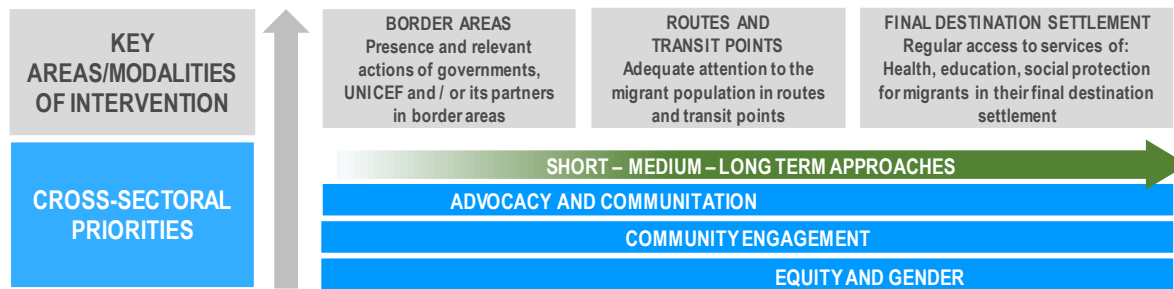 KEY
AREAS/MODALITIES
OF INTERVENTION
BORDER AREAS
Presence and relevant
actions of governments,
UNICEF and / or its partners
in border areas
ROUTES AND
TRANSIT POINTS
Adequate attention to the
migrant population in routes
and transit points
FINAL DESTINATION SETTLEMENT
Regular access to services of:
Health, education, social protection
for migrants in their final destination
settlement
CROSS-SECTORAL
PRIORITIES
SHORT – MEDIUM – LONG TERM APPROACHES
ADVOCACY AND COMMUNITATION
COMMUNITY ENGAGEMENT
EQUITY AND GENDER